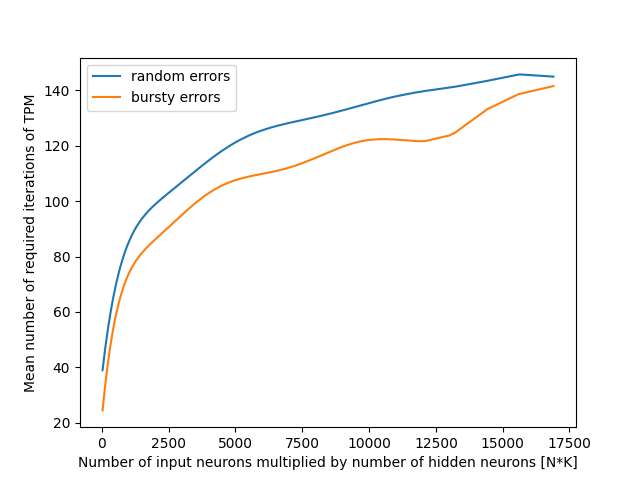 random errors
bursty errors
Mean number of required iterations of TPM
140
120
100
80
60
40
20
0 2500 5000 7500 10000 12500 15000 17500
Number of input neurons multiplied by number of hidden neurons [N*K]